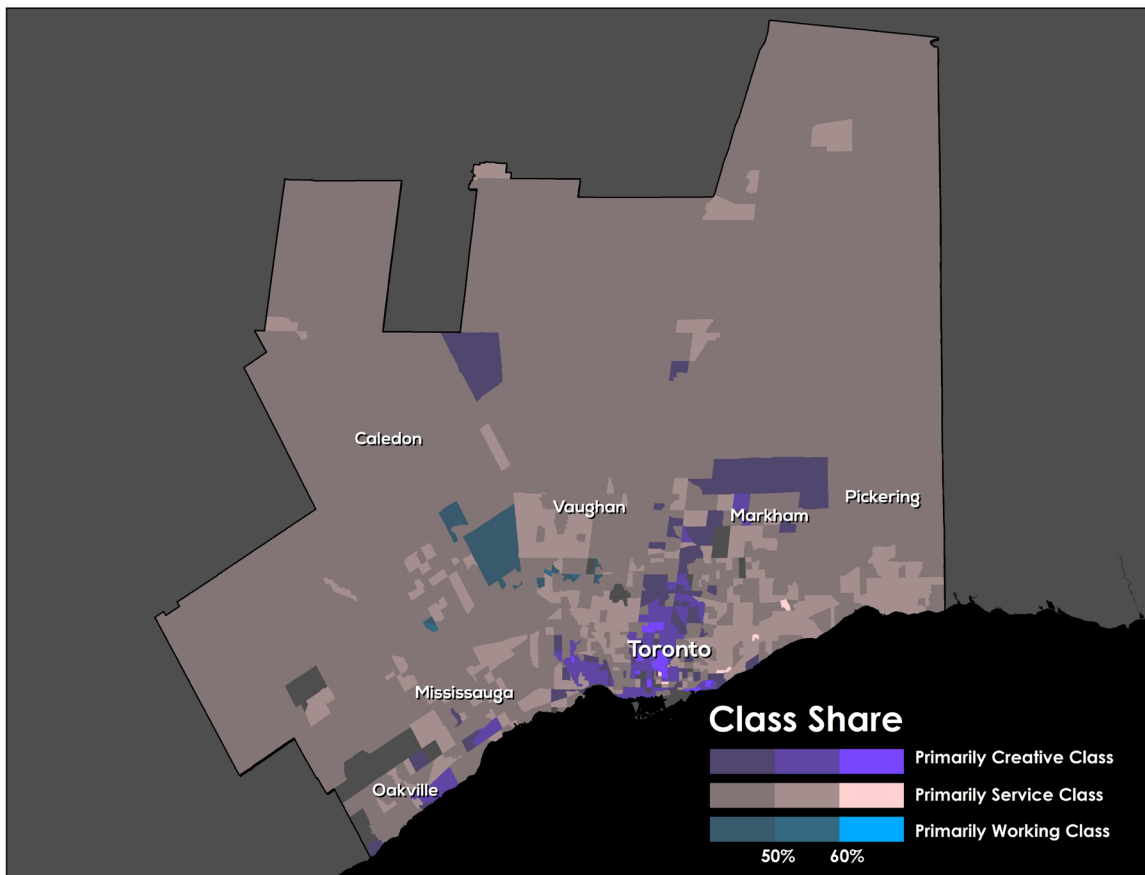 Caledon
Vaughan
Pickering
Markham
Toronto
Mississauga
Oakville
Class Share
Primarily Creative Class
Primarily Service Class
Primarily Working Class
50% 60%